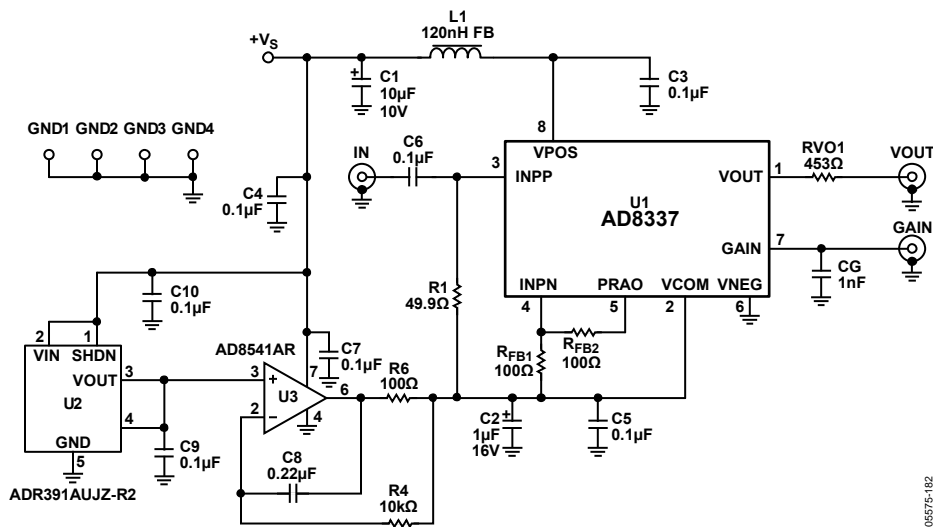 L1
120nH FB
+VS
C1
10µF
10V
C3
0.1µF
GND1 GND2 GND3 GND4
C4
0.1µF
IN
C6
0.1µF
3
8
VPOS
INPP
U1
AD8337
VOUT
1
RVO1
453Ω
VOUT
GAIN
7
GAIN
CG
1nF
INPN
PRAO
VCOM
VNEG
4
5
2
6
R1
49.9Ω
RFB1
100Ω
RFB2
100Ω
C10
0.1µF
2
1
VIN
SHDN
VOUT
3
U2
4
GND
5
ADR391AUJZ-R2
C9
0.1µF
AD8541AR
C7
0.1µF
3
+
7
U3
6
2
–
4
R6
100Ω
C2
1µF
16V
+
C5
0.1µF
C8
0.22µF
R4
10kΩ
05575-182